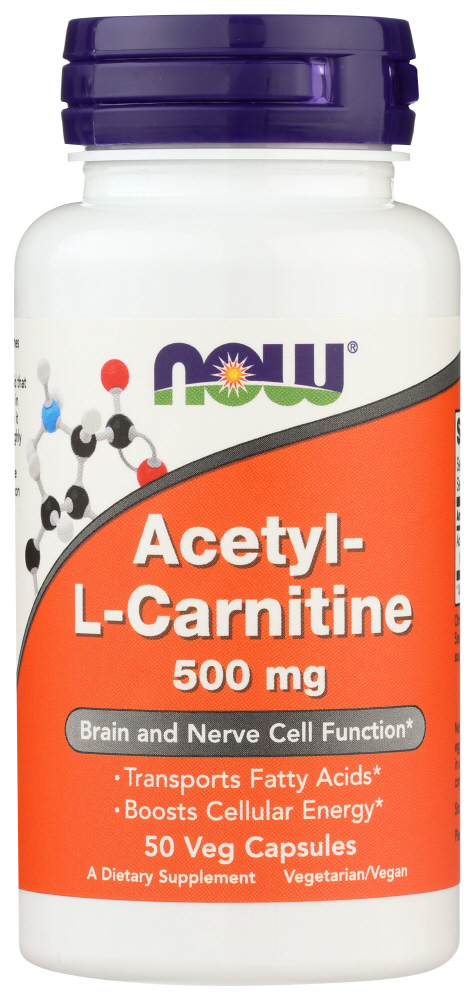 now®
Acetyl-
L-Carnitine
500 mg
Brain and Nerve Cell Function*
• Transports Fatty Acids*
• Boosts Cellular Energy*
50 Veg Capsules
A Dietary Supplement Vegetarian/Vegan